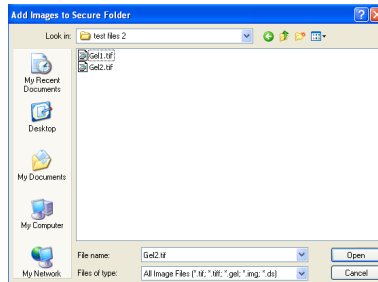 Add Images to Secure Folder
Look in: test files 2
Gel1.tif
Gel2.tif
My Recent
Documents
Desktop
My Documents
My Computer
My Network
File name: Gel2.tif Open
Files of type: All Image Files (*.tif; *.tiff; *.gel; *.img; *.ds) Cancel